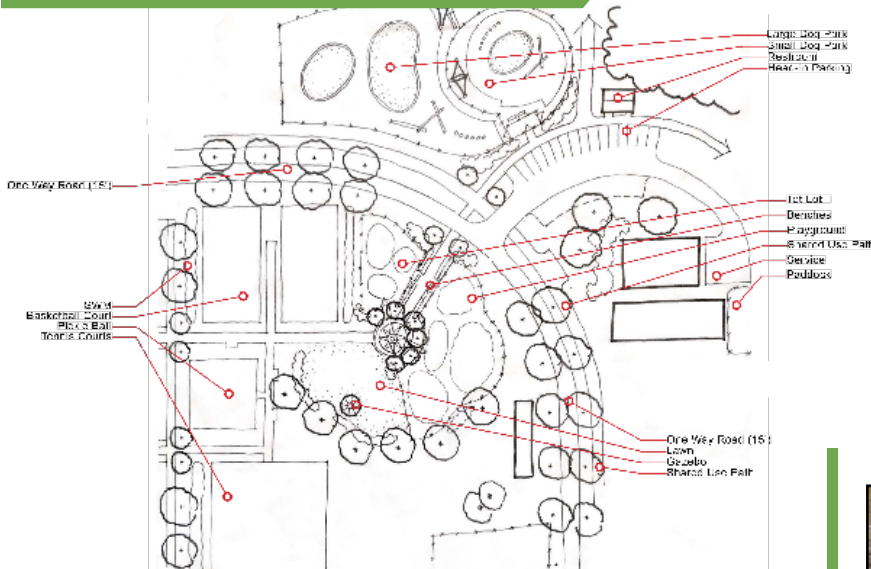 Large Dog Park
Small Dog Park
Restroom
Head-In Parking
One Way Road (15')
Tot Lot
Benches
Playground
Shared Use Path
Service
Paddock
SWM
Basketball Court
Pickle Ball
Tennis Courts
One Way Road (15')
Lawn
Gazebo
Shared Use Path